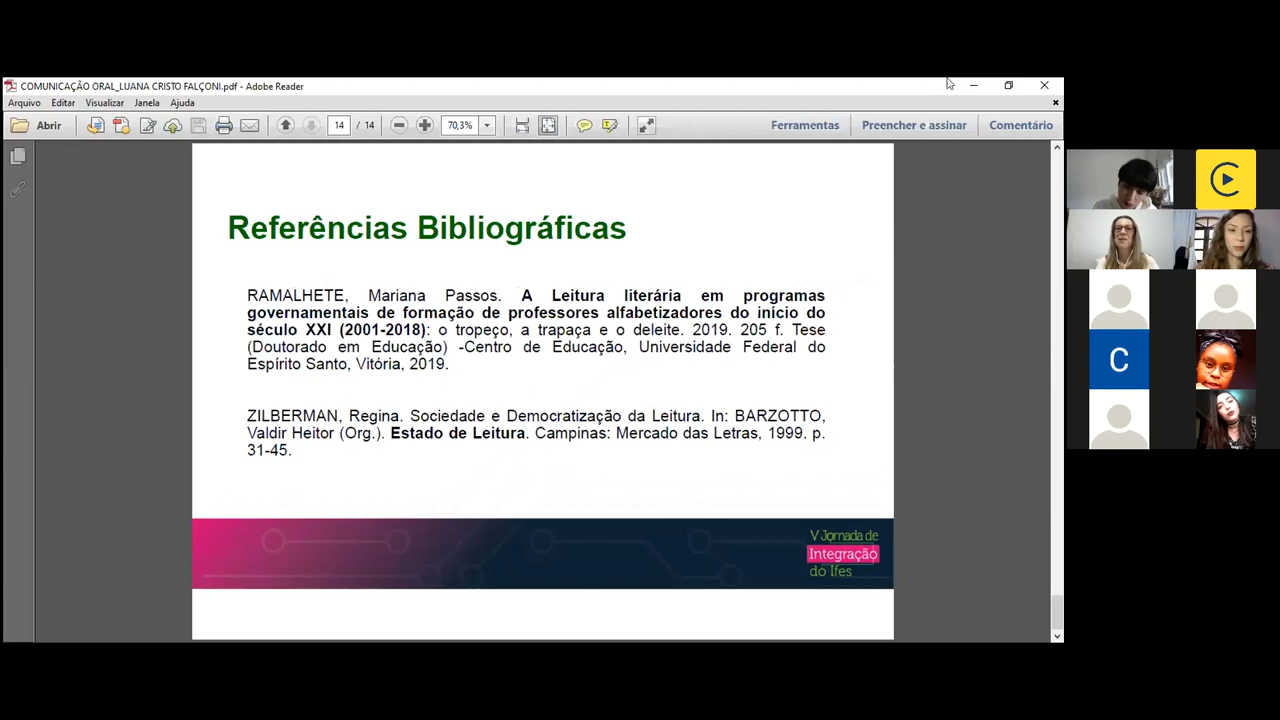 COMUNICAÇÃO ORAL_LUANA CRISTO FALÇONI.pdf - Adobe Reader
Arquivo Editar Visualizar Janela Ajuda
Abrir 14 / 14 70,3% Ferramentas Preencher e assinar Comentário
Referências Bibliográficas
RAMALHETE, Mariana Passos. A Leitura literária em programas
governamentais de formação de professores alfabetizadores do início do
século XXI (2001-2018): o tropeço, a trapaça e o deleite. 2019. 205 f. Tese
(Doutorado em Educação) -Centro de Educação, Universidade Federal do
Espírito Santo, Vitória, 2019.
ZILBERMAN, Regina. Sociedade e Democratização da Leitura. In: BARZOTTO,
Valdir Heitor (Org.). Estado de Leitura. Campinas: Mercado das Letras, 1999. p.
31-45.
V Jornada de
Integração
do Ifes
C